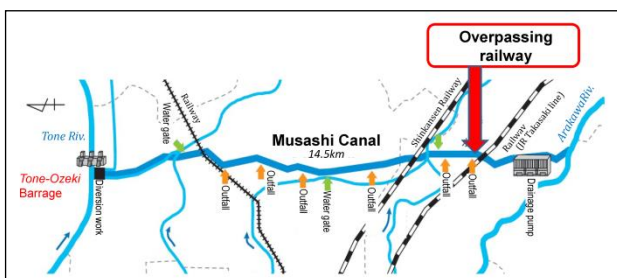 Overpassing
railway
Shinkansen Railway
Railway
(JR Takasaki line)
ArakawaRiv.
Railway
Water gate
Tone Riv.
Musashi Canal
14.5km
Tone-Ozeki
Barrage
Diversion work
Outfall
Outfall
Outfall
Water gate
Outfall
Outfall
Outfall
Drainage pump